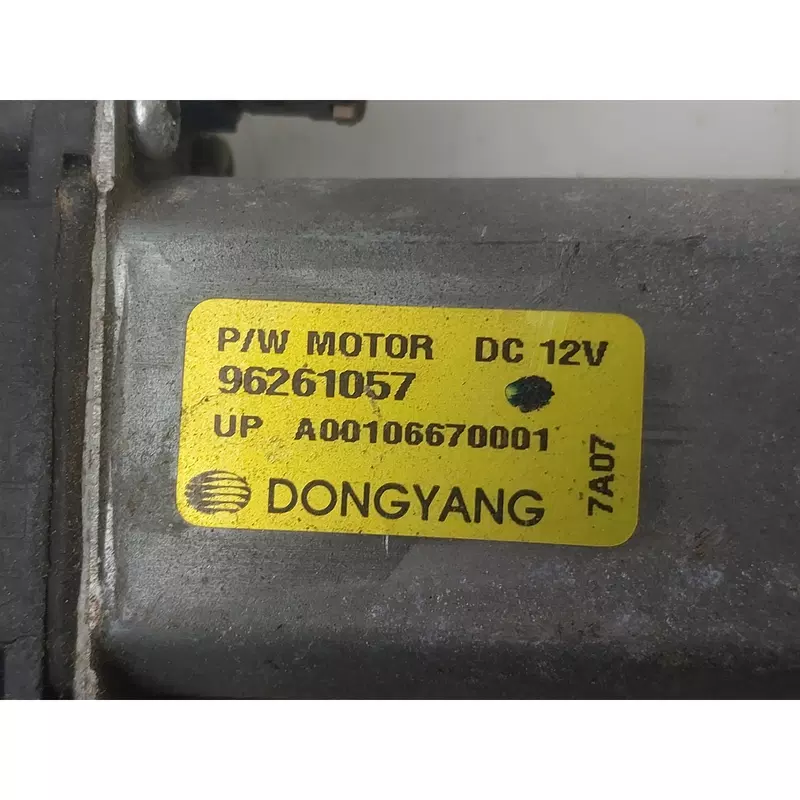 P/W MOTOR DC 12V
96261057
UP A00106670001
7A07
DONGYANG